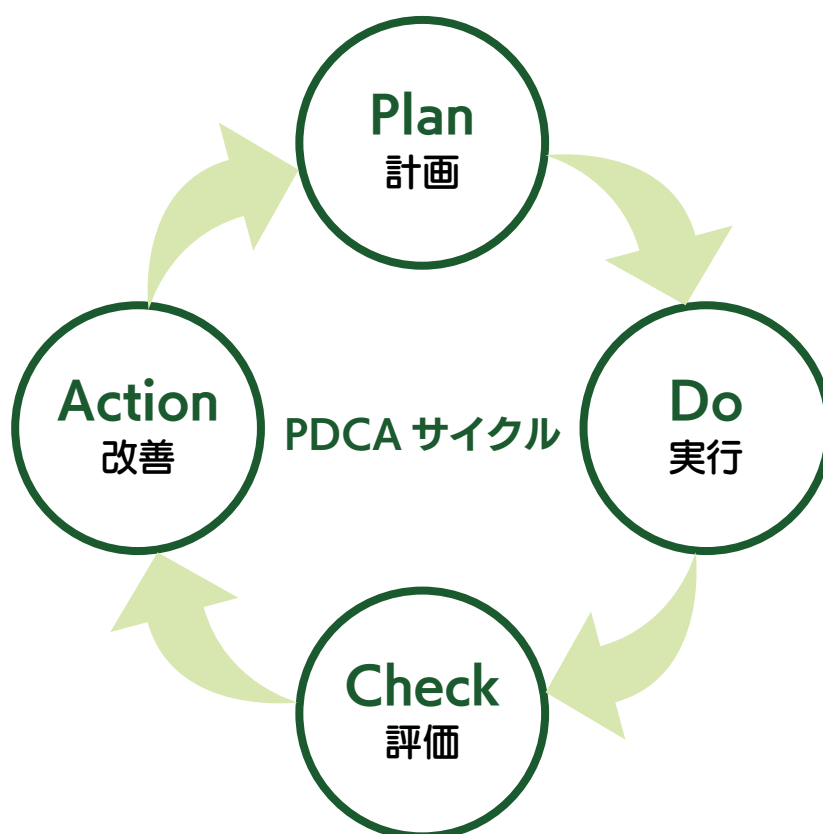 Plan
計画
Do
実行
Check
評価
Action
改善
PDCA サイクル